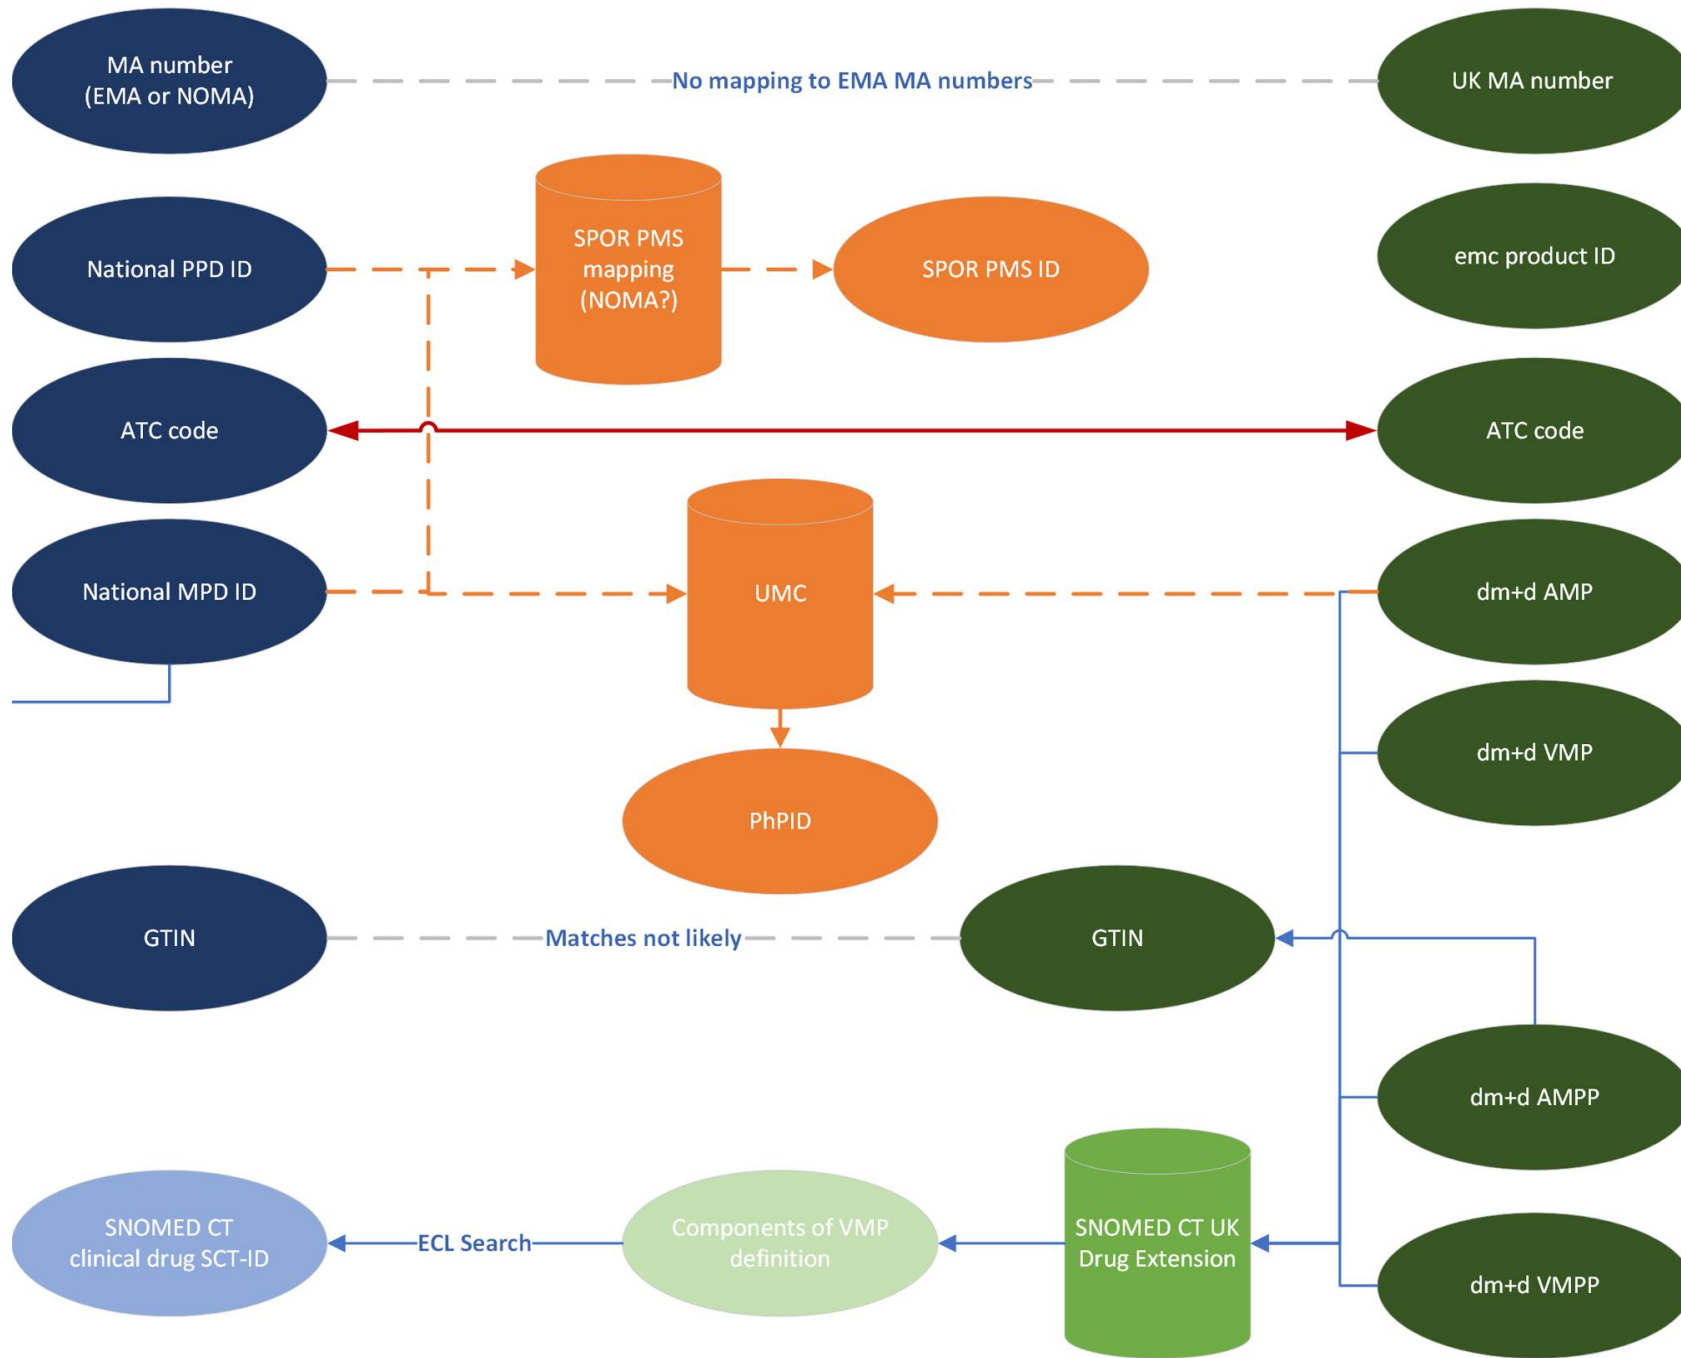 MA number
(EMA or NOMA)
No mapping to EMA MA numbers
UK MA number
National PPD ID
SPOR PMS
mapping
(NOMA?)
SPOR PMS ID
emc product ID
ATC code
ATC code
National MPD ID
UMC
dm+d AMP
dm+d VMP
PhPID
GTIN
Matches not likely
GTIN
dm+d AMPP
SNOMED CT
clinical drug SCT-ID
ECL Search
Components of VMP
definition
SNOMED CT UK
Drug Extension
dm+d VMPP